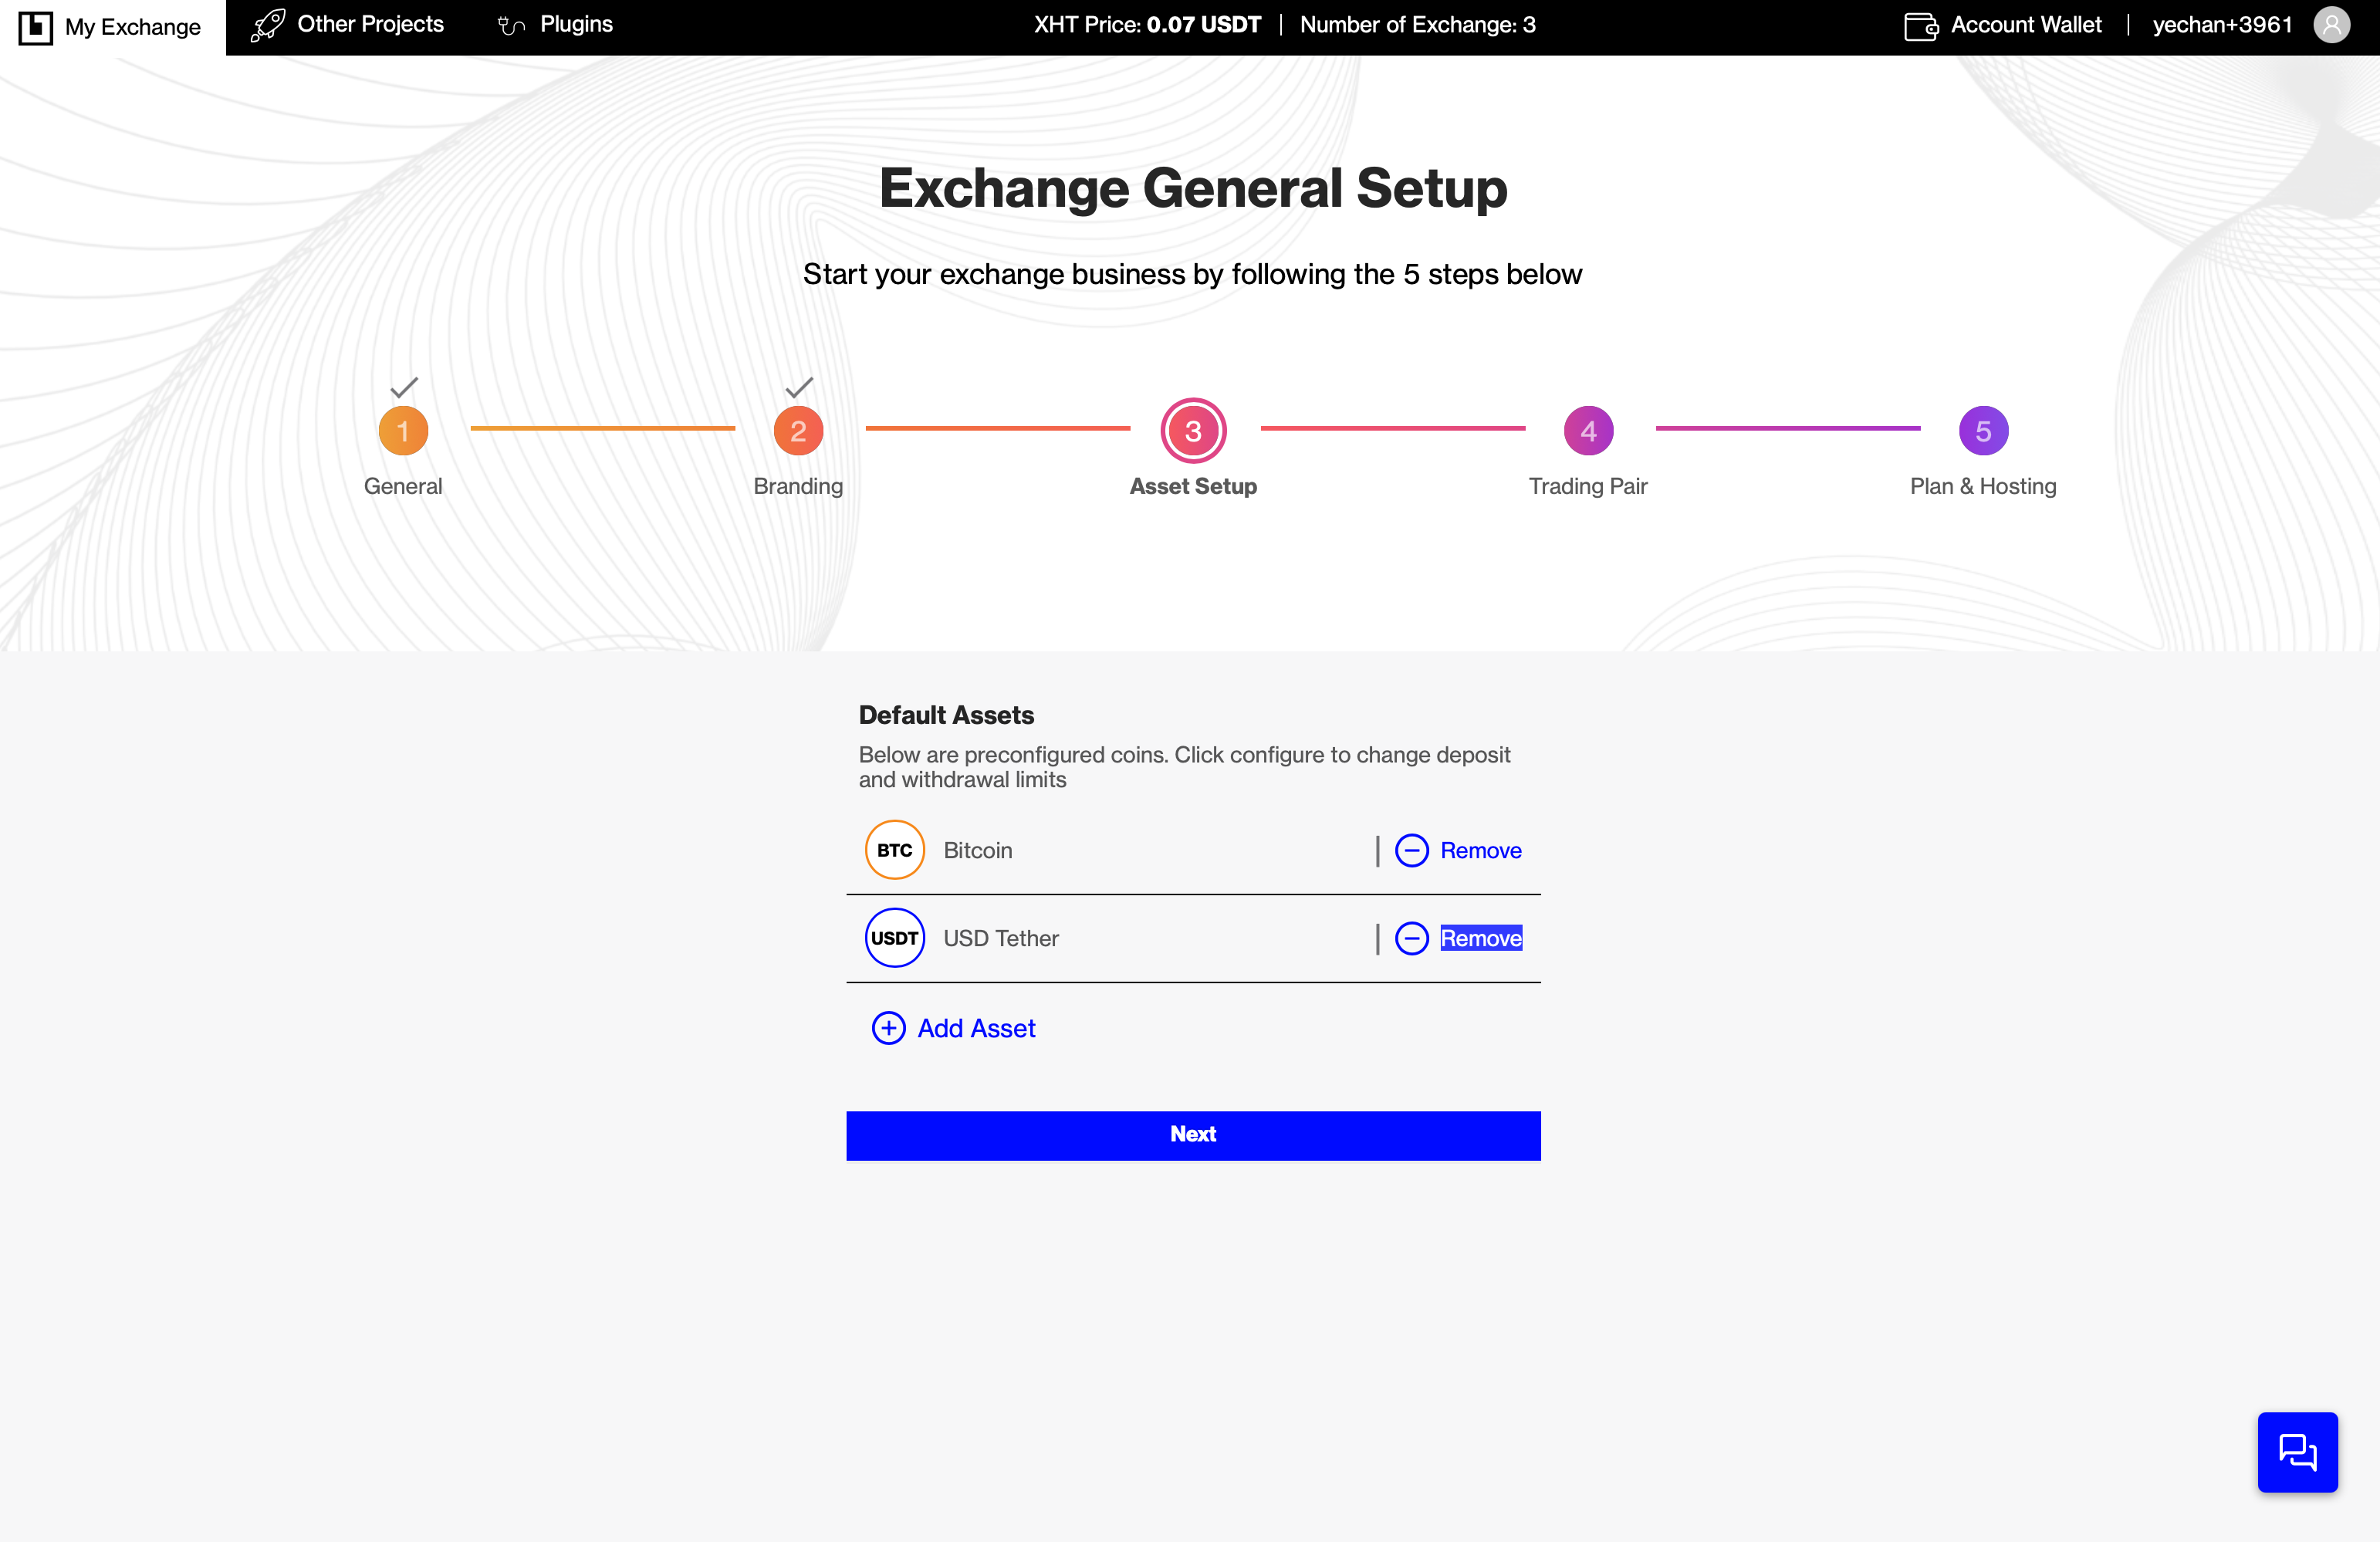 My Exchange
Other Projects
Plugins
XHT Price: 0.07 USDT | Number of Exchange: 3
Account Wallet | yechan+3961
Exchange General Setup
Start your exchange business by following the 5 steps below
1
2
3
4
5
General
Branding
Asset Setup
Trading Pair
Plan & Hosting
Default Assets
Below are preconfigured coins. Click configure to change deposit
and withdrawal limits
BTC Bitcoin | Remove
USDT USD Tether | Remove
Add Asset
Next